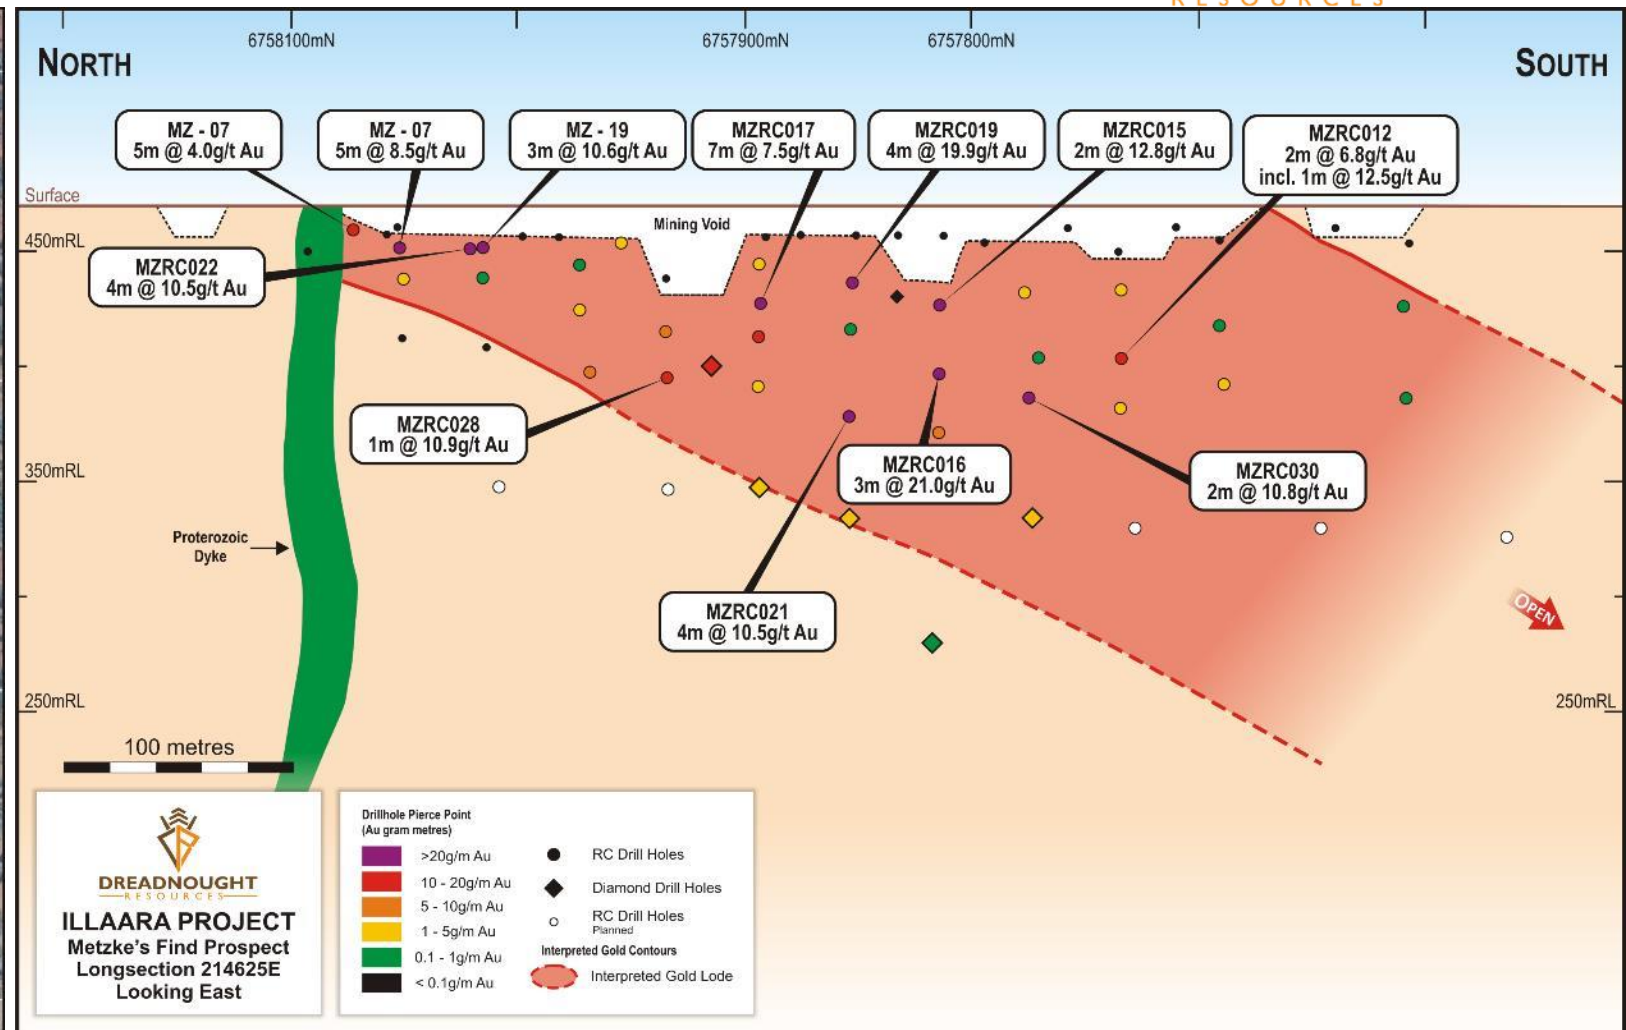 RESOURCES
6758100mN
6757900mN
6757800mN
NORTH
SOUTH
MZ - 07
5m @ 4.0g/t Au
MZ - 07
5m @ 8.5g/t Au
MZ - 19
3m @ 10.6g/t Au
MZRC017
7m @ 7.5g/t Au
MZRC019
4m @ 19.9g/t Au
MZRC015
2m @ 12.8g/t Au
MZRC012
2m @ 6.8g/t Au
incl. 1m @ 12.5g/t Au
Surface
Mining Void
450mRL
MZRC022
4m @ 10.5g/t Au
MZRC028
1m @ 10.9g/t Au
MZRC016
3m @ 21.0g/t Au
MZRC030
2m @ 10.8g/t Au
350mRL
Proterozoic
Dyke
MZRC021
4m @ 10.5g/t Au
OPEN
250mRL
250mRL
100 metres
DREADNOUGHT
RESOURCES
ILLAARA PROJECT
Metzke's Find Prospect
Longsection 214625E
Looking East
Drillhole Pierce Point
(Au gram metres)
>20g/m Au
10 - 20g/m Au
5 - 10g/m Au
1 - 5g/m Au
0.1 - 1g/m Au
< 0.1g/m Au
RC Drill Holes
Diamond Drill Holes
RC Drill Holes
Planned
Interpreted Gold Contours
Interpreted Gold Lode